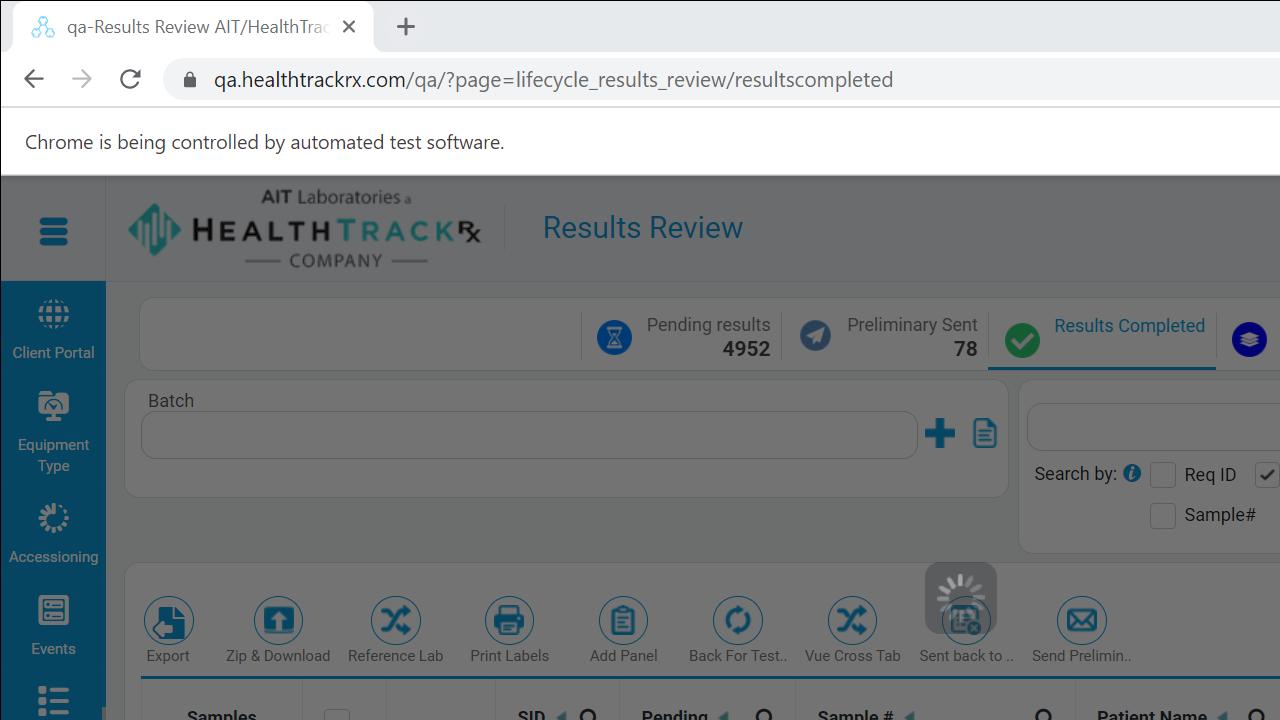 qa-Results Review AIT/HealthTrac
qa.healthtrackrx.com/qa/?page=lifecycle_results_review/resultscompleted
Chrome is being controlled by automated test software.
AIT Laboratories a
HEALTHTRACKRx
COMPANY
Results Review
Client Portal
Equipment
Type
Accessioning
Events
Pending results
4952
Preliminary Sent
78
Results Completed
Batch
Search by:
Req ID
Sample#
Export
Zip & Download
Reference Lab
Print Labels
Add Panel
Back For Test..
Vue Cross Tab
Sent back to ..
Send Prelimin..
Samples
SID
Pending
Sample #
Patient Name